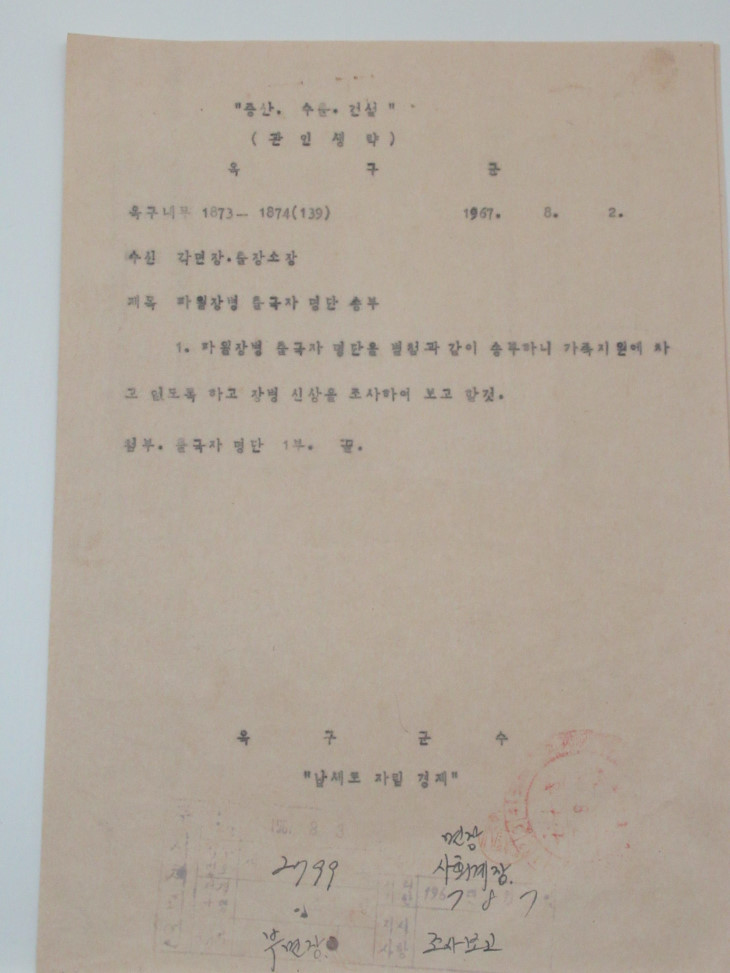 "증산. 수출. 건설"
(관인생략)
옥 구 군
옥구내무 1873— 1874(139) 1967. 8. 2.
수신 각면장.출장소장
제목 파월장병 출국자 명단 송부
1. 파월장병 출국자 명단을 별첨과 같이 송부하니 가족지원에 차
고 없도록 하고 장병 신상을 조사하여 보고 할것.
첨부. 출국자 명단 1부. 끝.
옥 구 군 수
"납세로 자립 경제"
8. 3
면장
2799
사회계장.
196
7 8 7
부면장.
조사보고